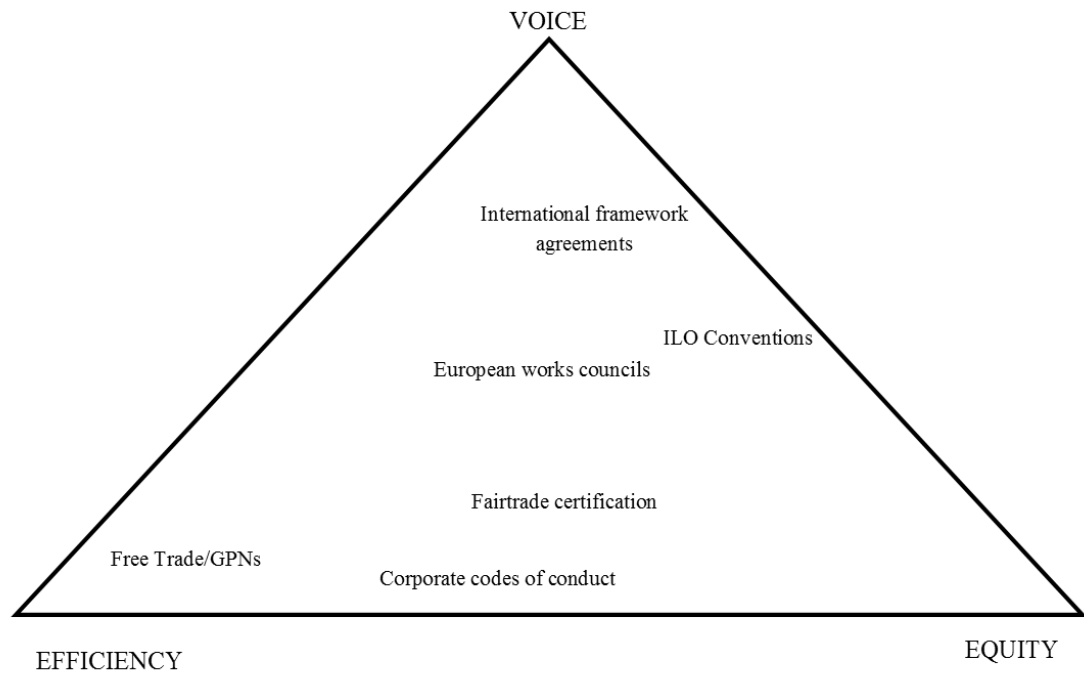 VOICE
International framework
agreements
ILO Conventions
European works councils
Fairtrade certification
Free Trade/GPNs
Corporate codes of conduct
EFFICIENCY
EQUITY